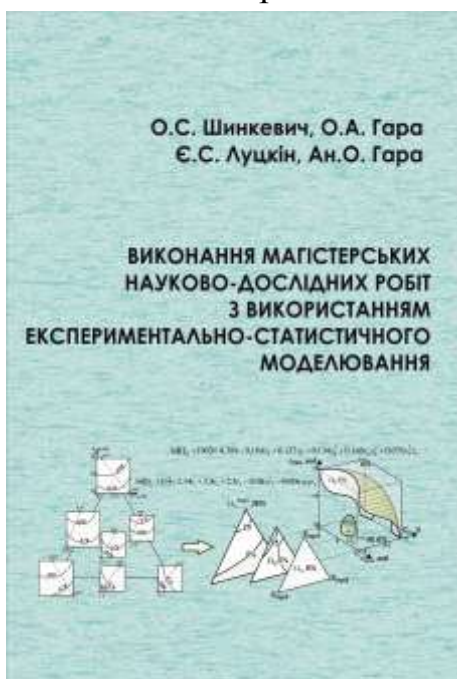 О.С. Шинкевич, О.А. Гара
Є.С. Луцкін, Ан.О. Гара
ВИКОНАННЯ МАГІСТЕРСЬКИХ
НАУКОВО-ДОСЛІДНИХ РОБІТ
З ВИКОРИСТАННЯМ
ЕКСПЕРИМЕНТАЛЬНО-СТАТИСТИЧНОГО
МОДЕЛЮВАННЯ